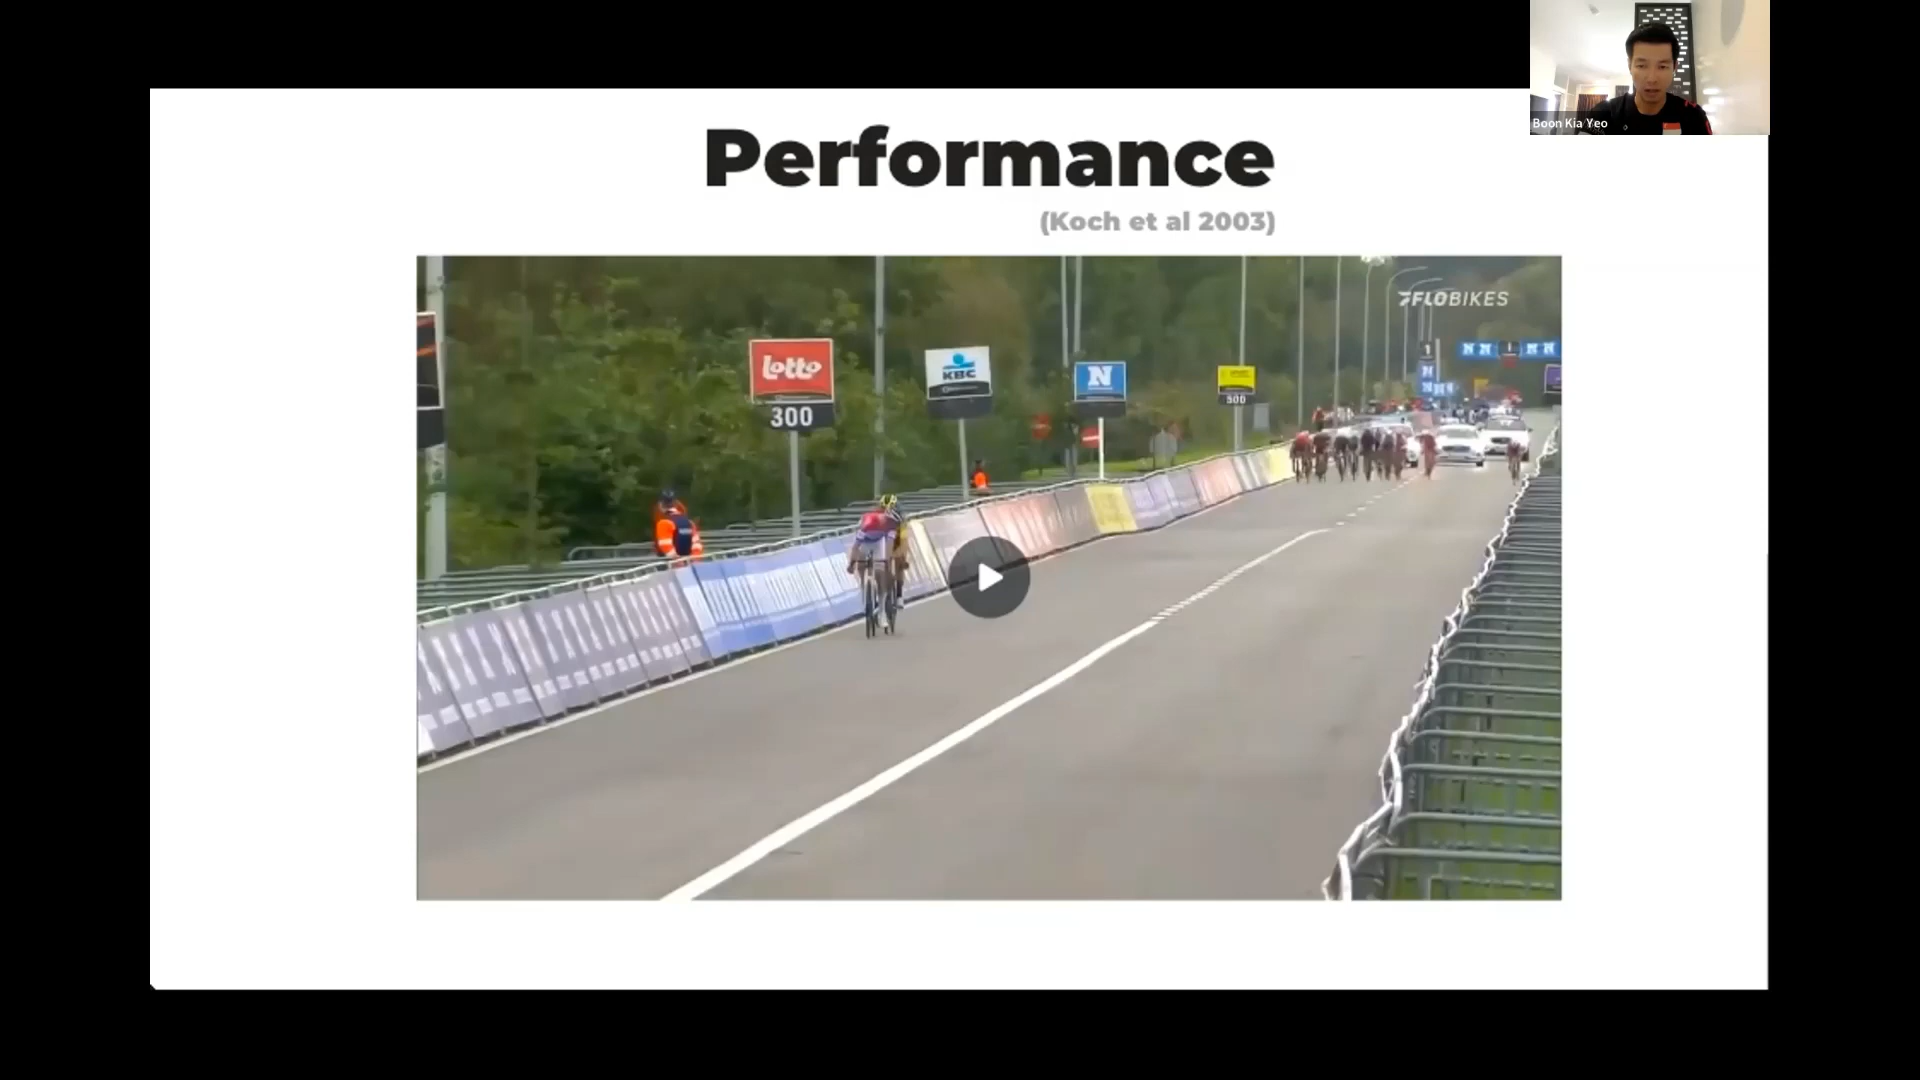 Boon Kia Yeo
Performance
(Koch et al 2003)
FLOBIKES
Lotto
300
KBC
N
500
N N N N